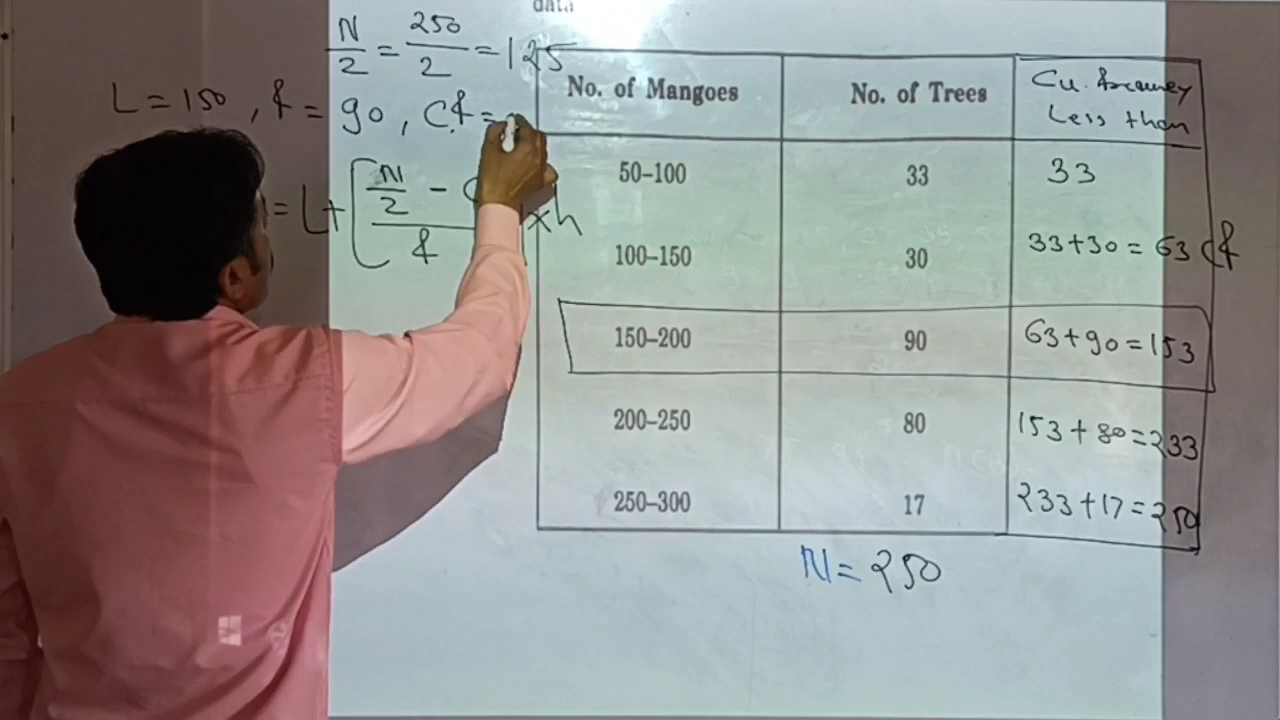 data
N/2 = 250/2 = 125
L = 150 , f = 90 , cf =
= L + [ N/2 - / f ] × h
No. of Mangoes No. of Trees Cu. frequency Less than
50–100 33 33
100–150 30 33+30 = 63 cf
150–200 90 63+90=153
200–250 80 153+80=233
250–300 17 233+17=250
N = 250